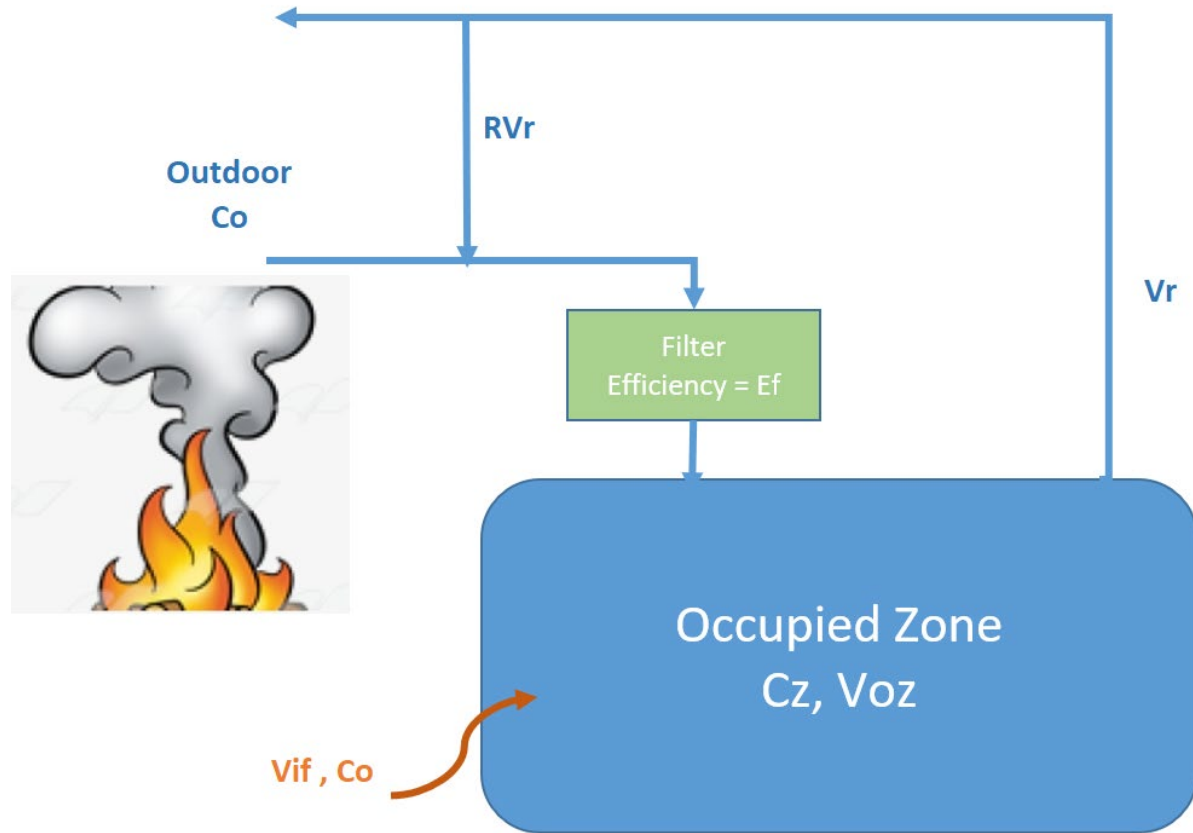 RVr
Outdoor
Co
Vr
Filter
Efficiency = Ef
Occupied Zone
Cz, Voz
Vif , Co